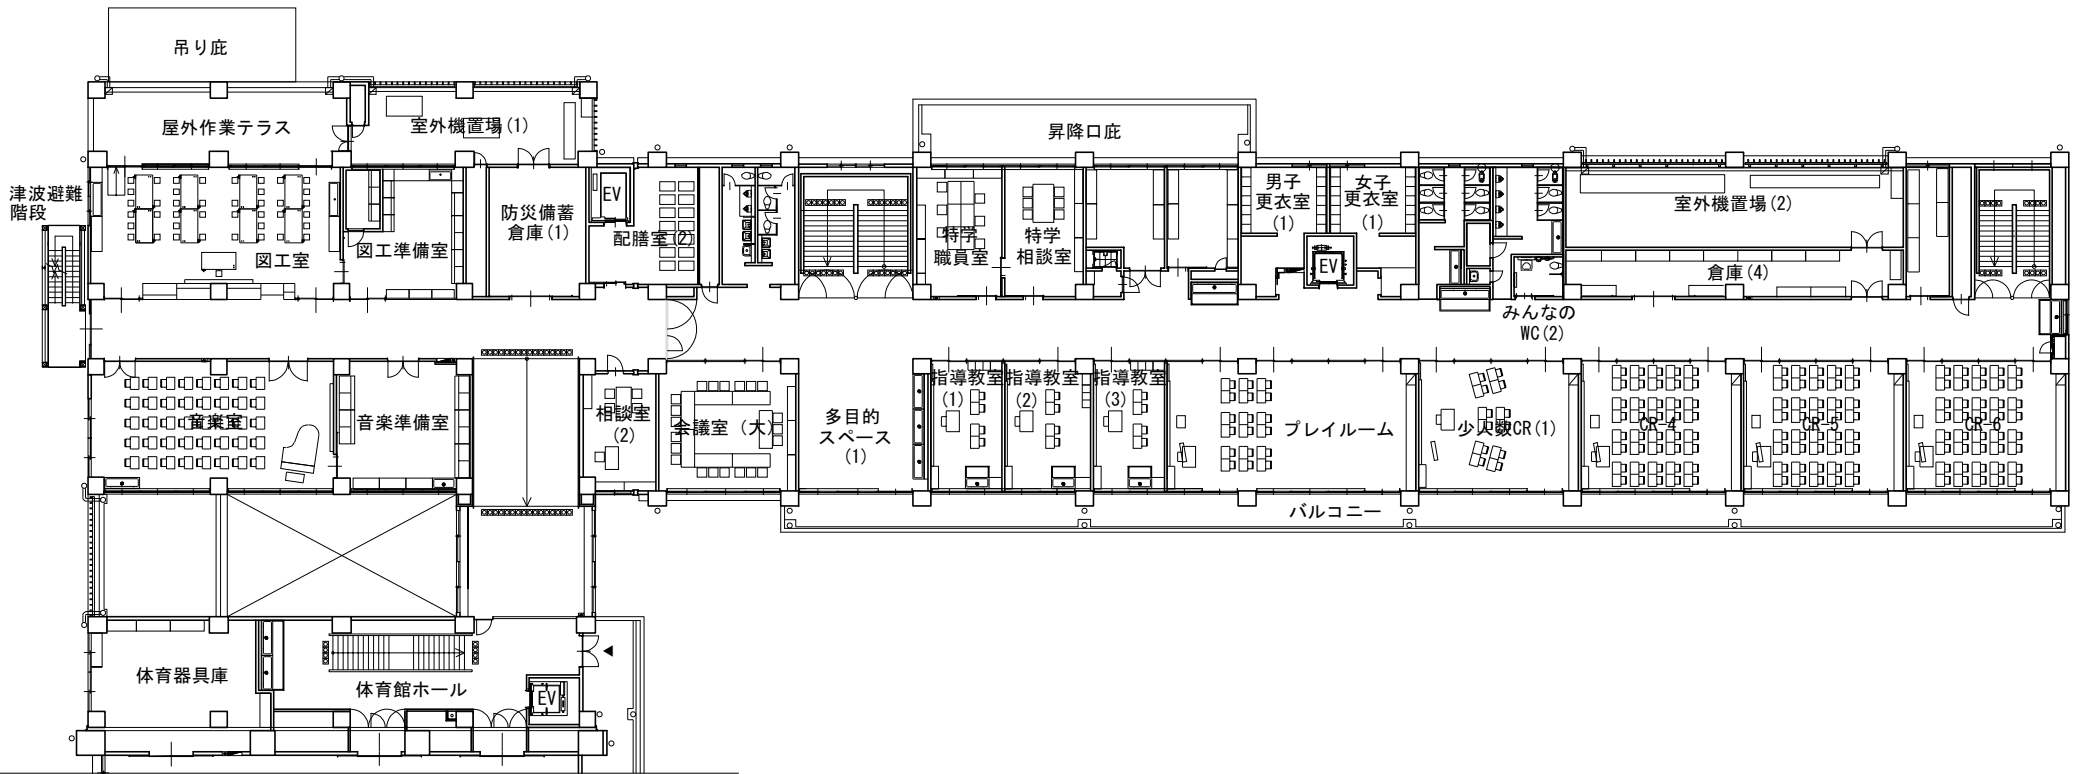 吊り庇
屋外作業テラス
室外機置場(1)
昇降口庇
津波避難
階段
図工室
図工準備室
防災備蓄
倉庫(1)
EV
配膳室(2)
特学
職員室
特学
相談室
男子
更衣室
(1)
女子
更衣室
(1)
EV
室外機置場(2)
倉庫(4)
みんなの
WC(2)
音楽室
音楽準備室
相談室
(2)
会議室（大）
多目的
スペース
(1)
指導教室
(1)
指導教室
(2)
指導教室
(3)
プレイルーム
少人数CR(1)
CR-4
CR-5
CR-6
バルコニー
体育器具庫
体育館ホール
EV